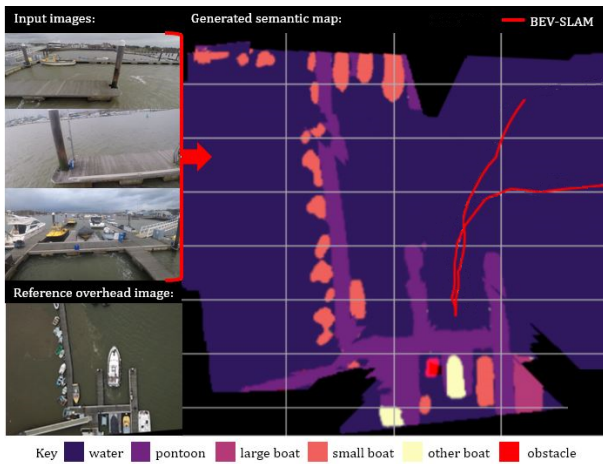 Input images:
Generated semantic map:
BEV-SLAM
Reference overhead image:
Key water pontoon large boat small boat other boat obstacle